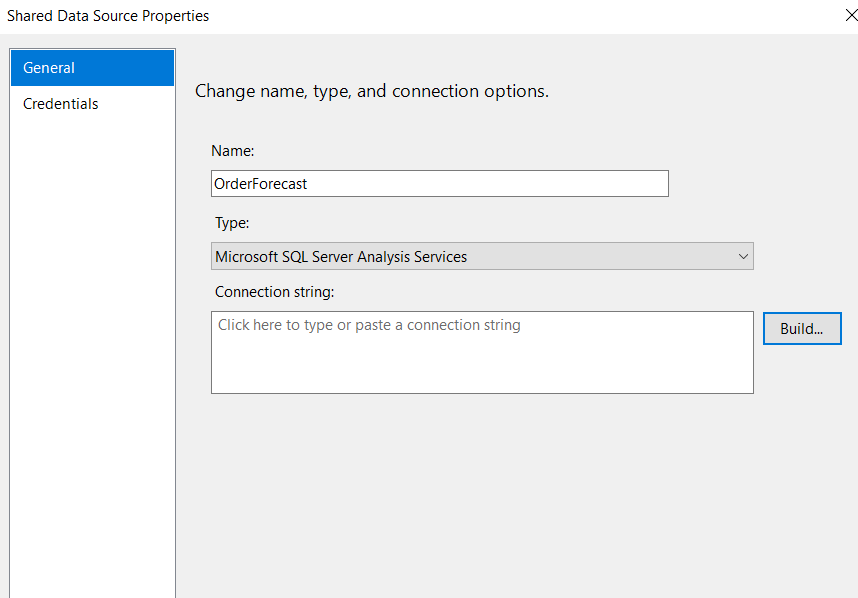 Shared Data Source Properties
General
Credentials
Change name, type, and connection options.
Name:
OrderForecast
Type:
Microsoft SQL Server Analysis Services
Connection string:
Click here to type or paste a connection string
Build...